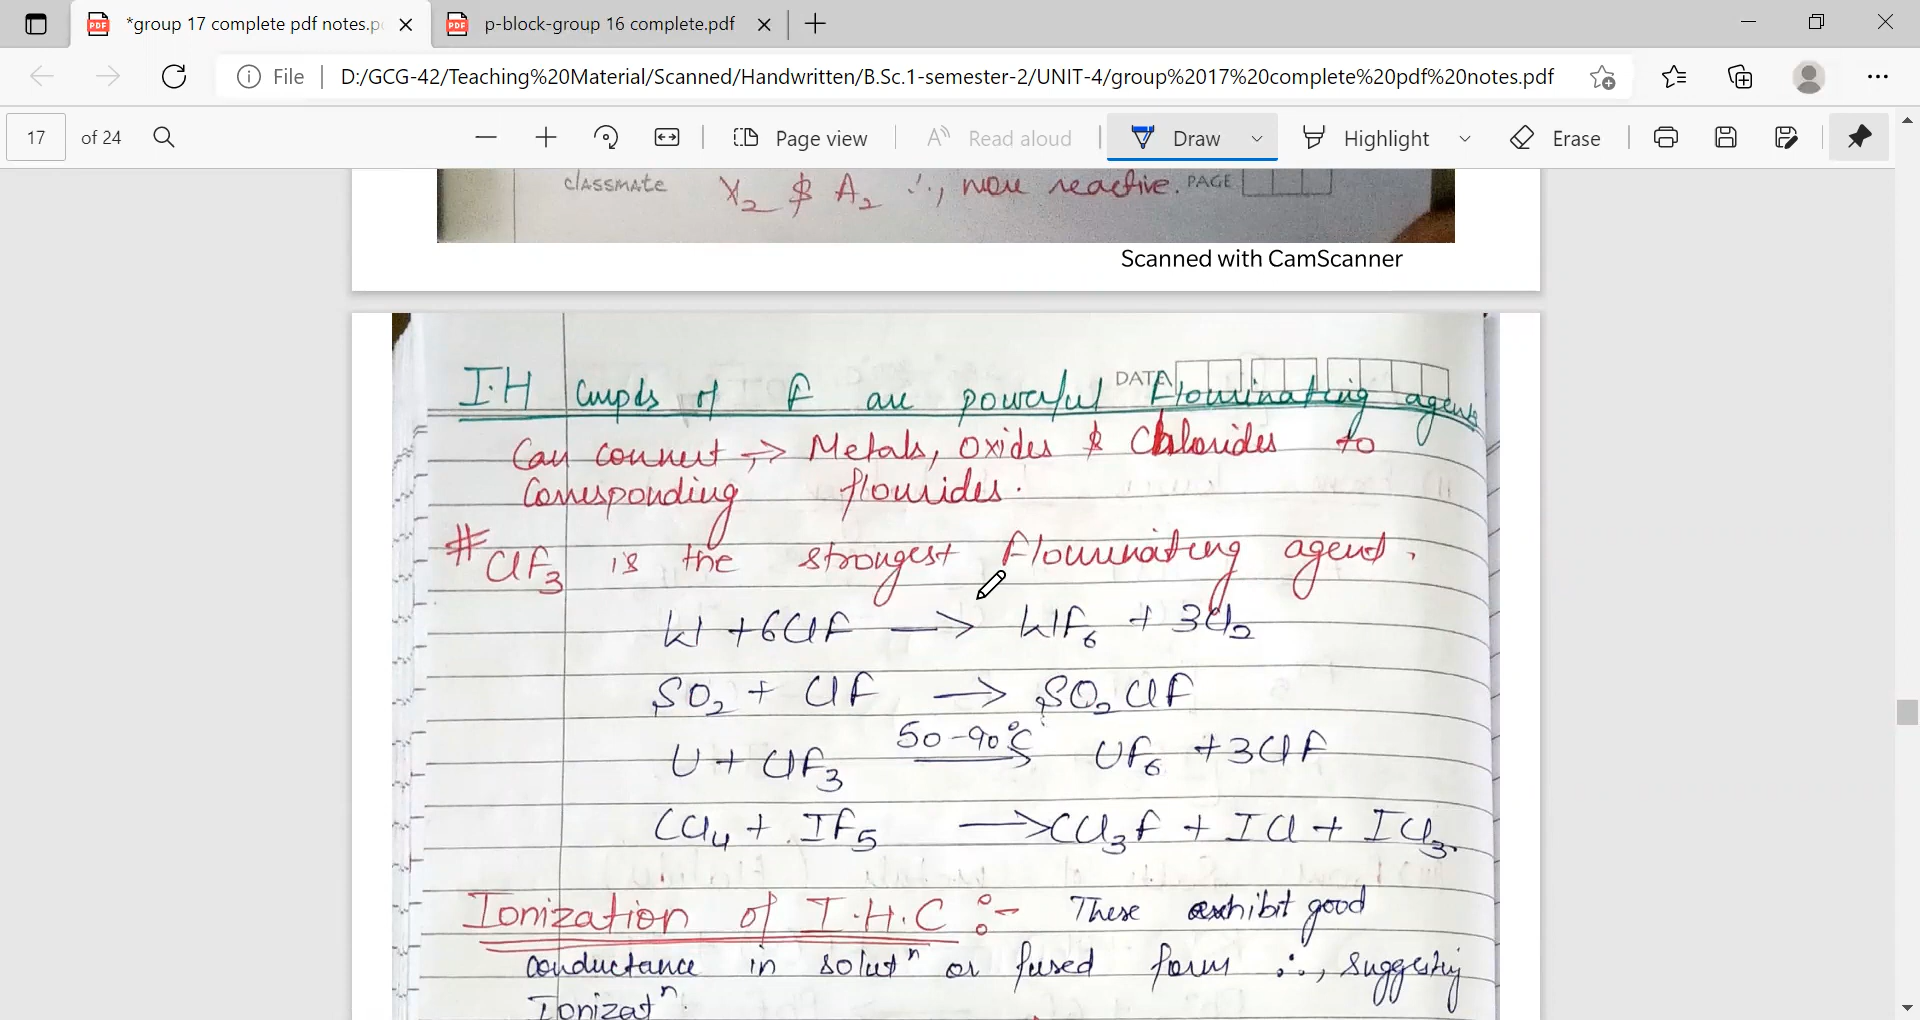 *group 17 complete pdf notes.p
p-block-group 16 complete.pdf
File
D:/GCG-42/Teaching%20Material/Scanned/Handwritten/B.Sc.1-semester-2/UNIT-4/group%2017%20complete%20pdf%20notes.pdf
17 of 24
Page view
Read aloud
Draw
Highlight
Erase
classmate X₂ & A₂ ∴, more reactive. PAGE
Scanned with CamScanner
DATE
I.H Cmpds of F are powerful Flourinating agents
Can convert → Metals, Oxides & Chlorides to
Corresponding flourides.
# ClF₃ is the strongest flourinating agent.
W + 6ClF → WF₆ + 3Cl₂
SO₂ + ClF → SO₂ClF
U + ClF₃ 50-90°C → UF₆ + 3ClF
CCl₄ + IF₅ → CCl₃F + ICl + ICl₃.
Ionization of I.H.C :- These exhibit good
conductance in solutⁿ or fused form ∴, suggesting
Ionizatⁿ.